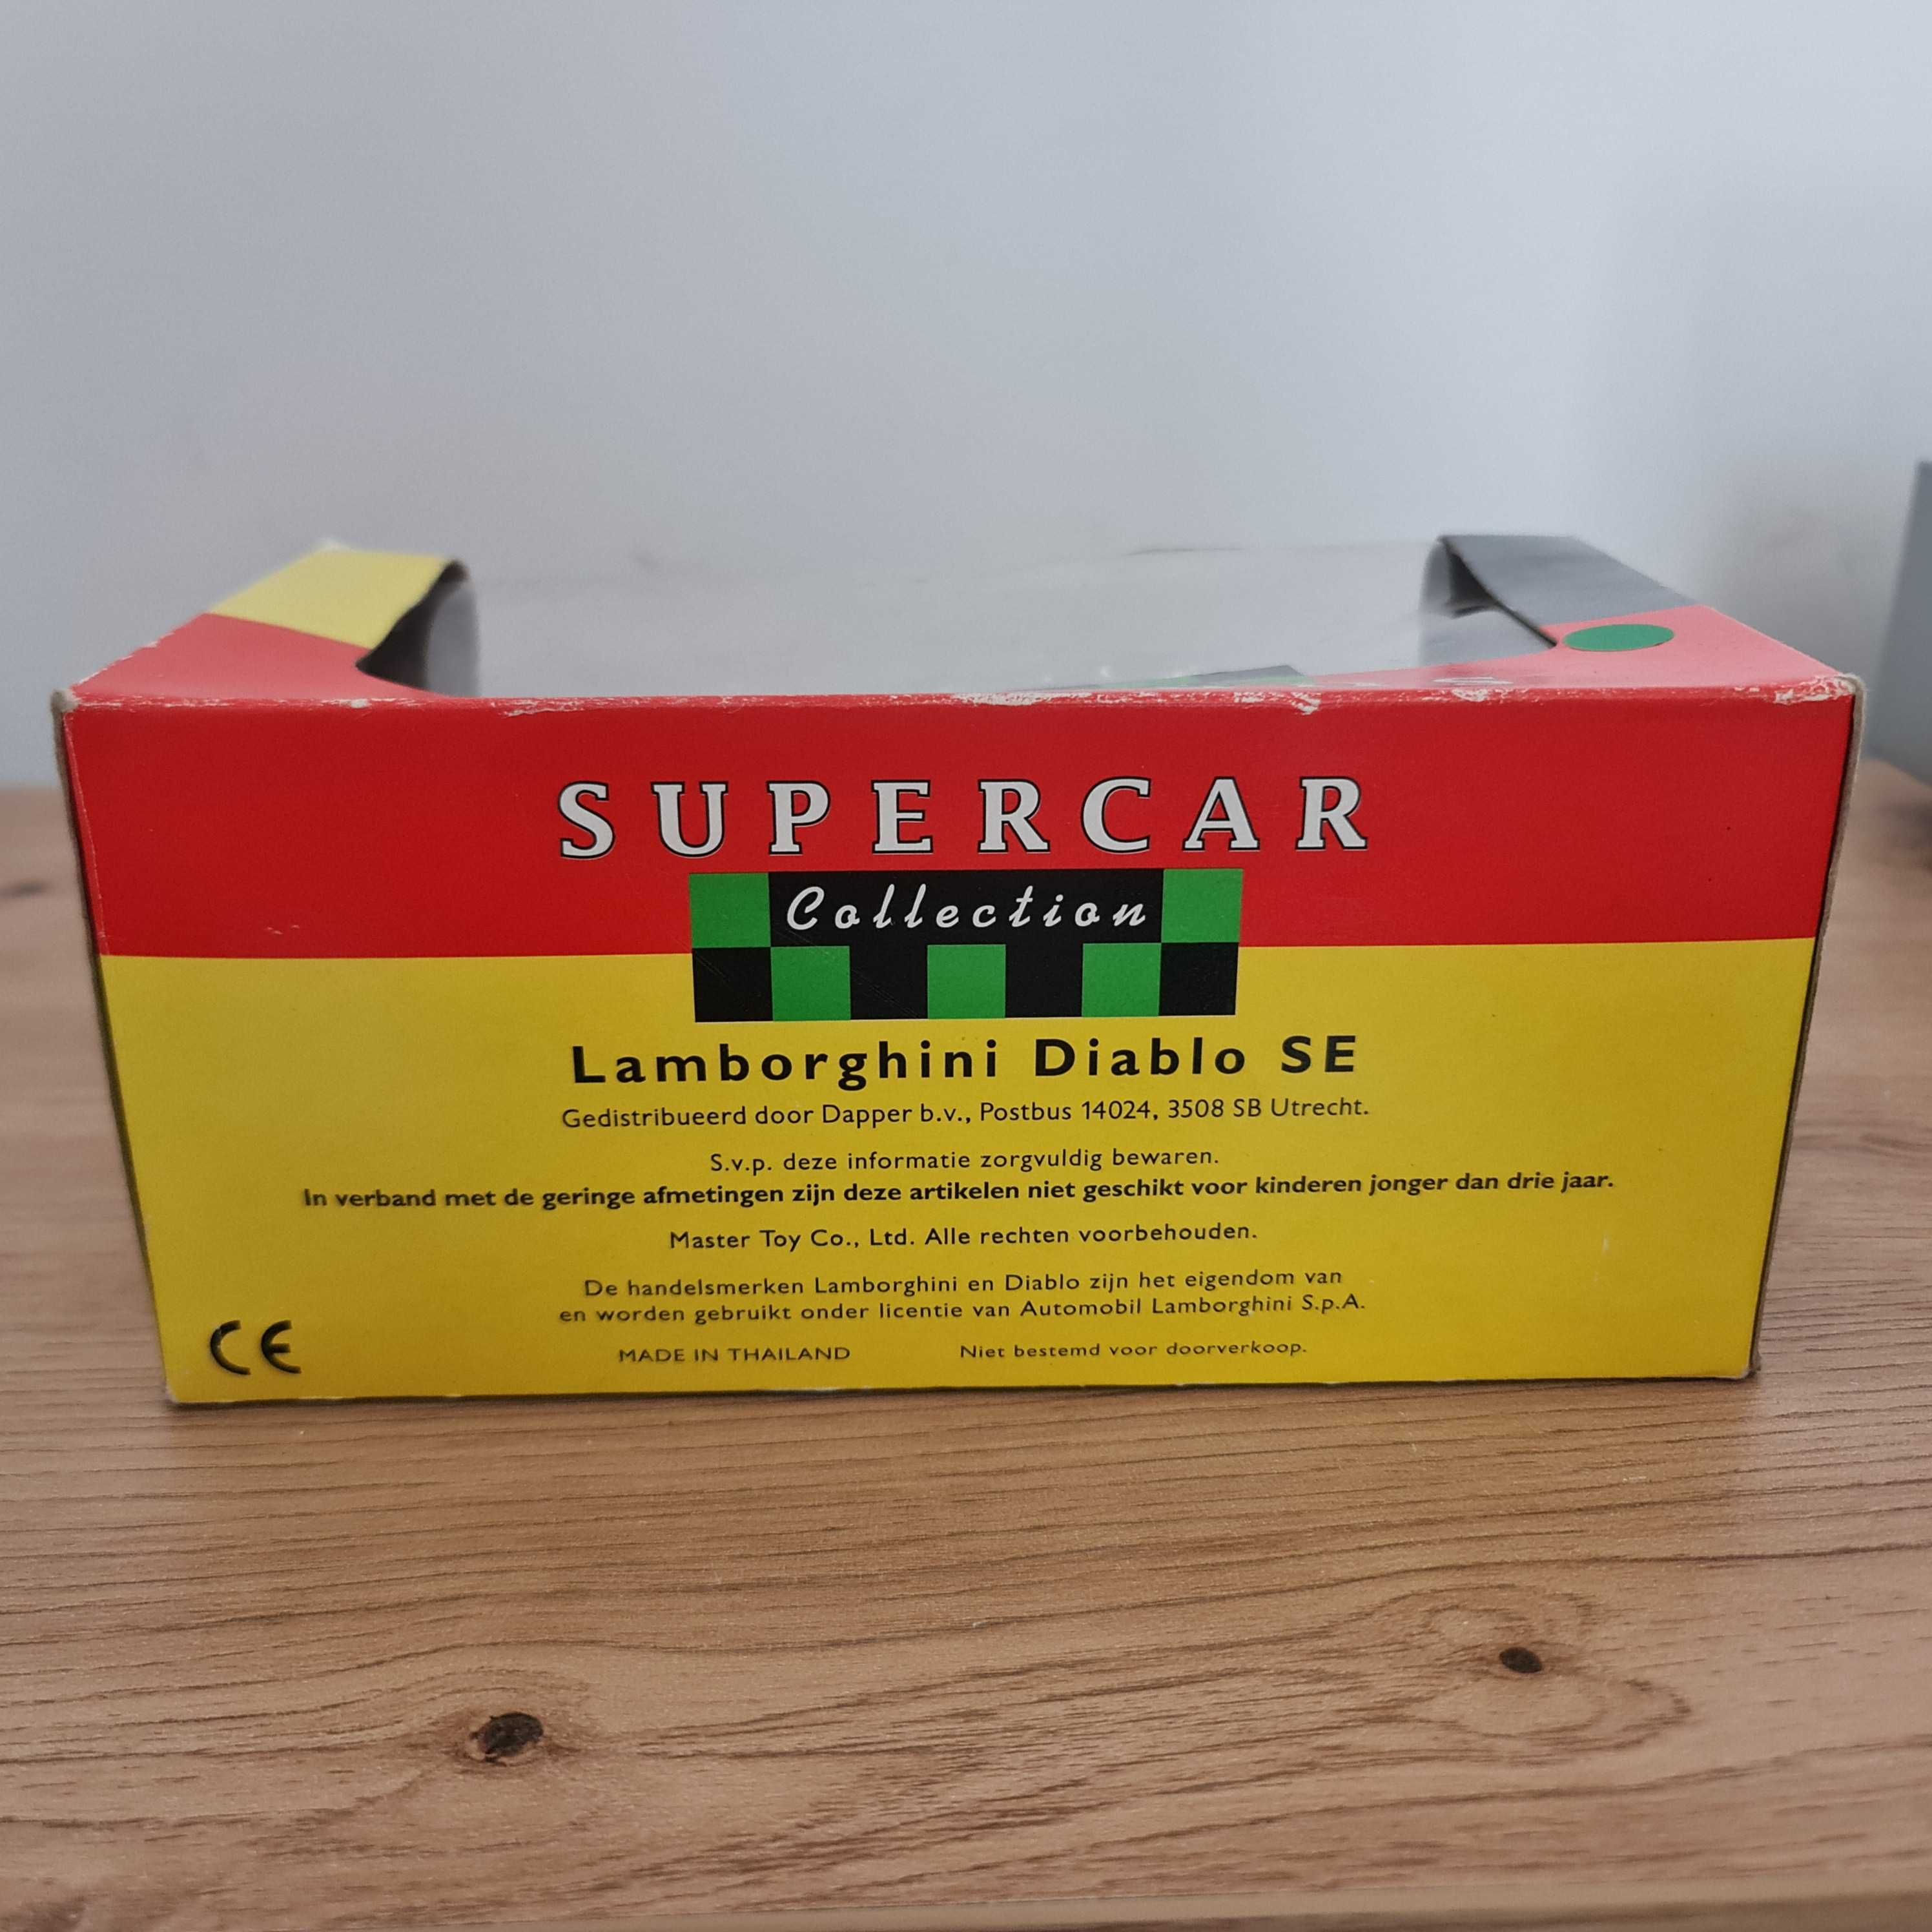 SUPERCAR
Collection
Lamborghini Diablo SE
Gedistribueerd door Dapper b.v., Postbus 14024, 3508 SB Utrecht.
S.v.p. deze informatie zorgvuldig bewaren.
In verband met de geringe afmetingen zijn deze artikelen niet geschikt voor kinderen jonger dan drie jaar.
Master Toy Co., Ltd. Alle rechten voorbehouden.
De handelsmerken Lamborghini en Diablo zijn het eigendom van
en worden gebruikt onder licentie van Automobil Lamborghini S.p.A.
CE
MADE IN THAILAND Niet bestemd voor doorverkoop.